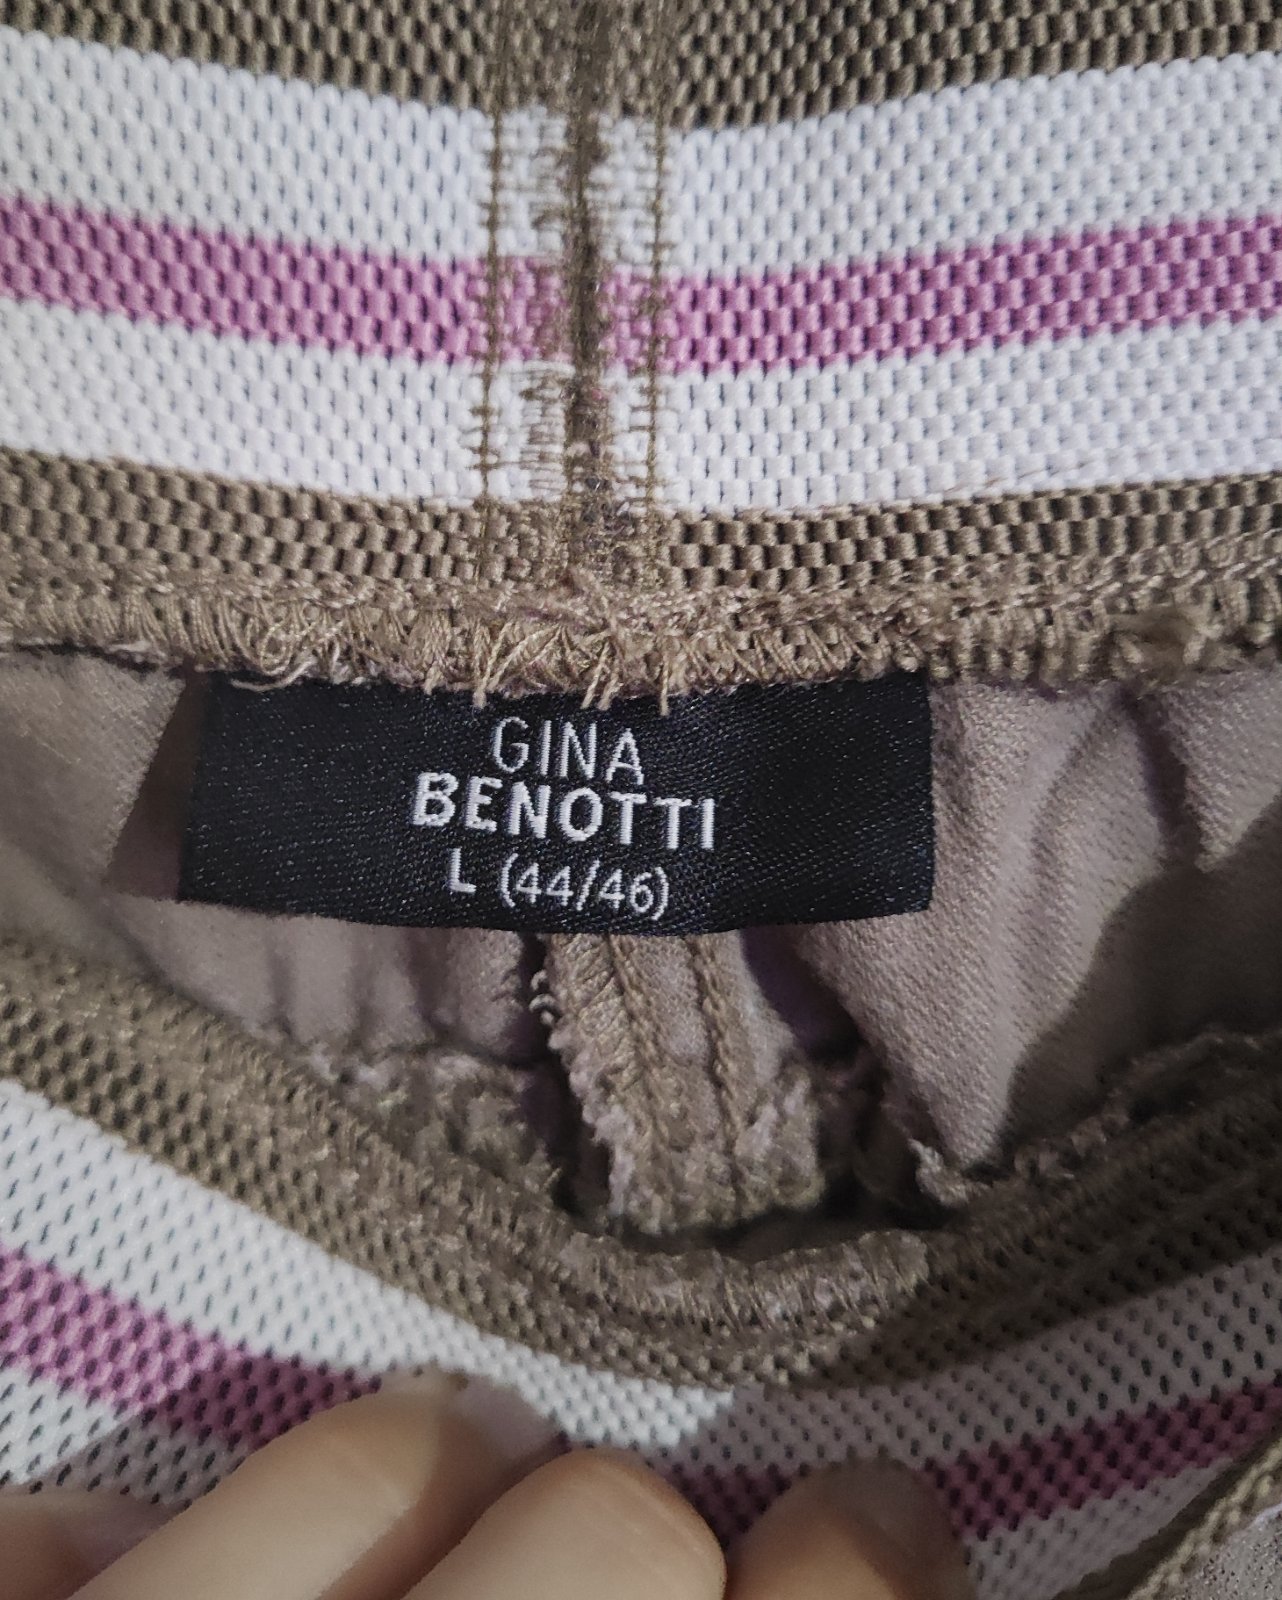 GINA
BENOTTI
L (44/46)